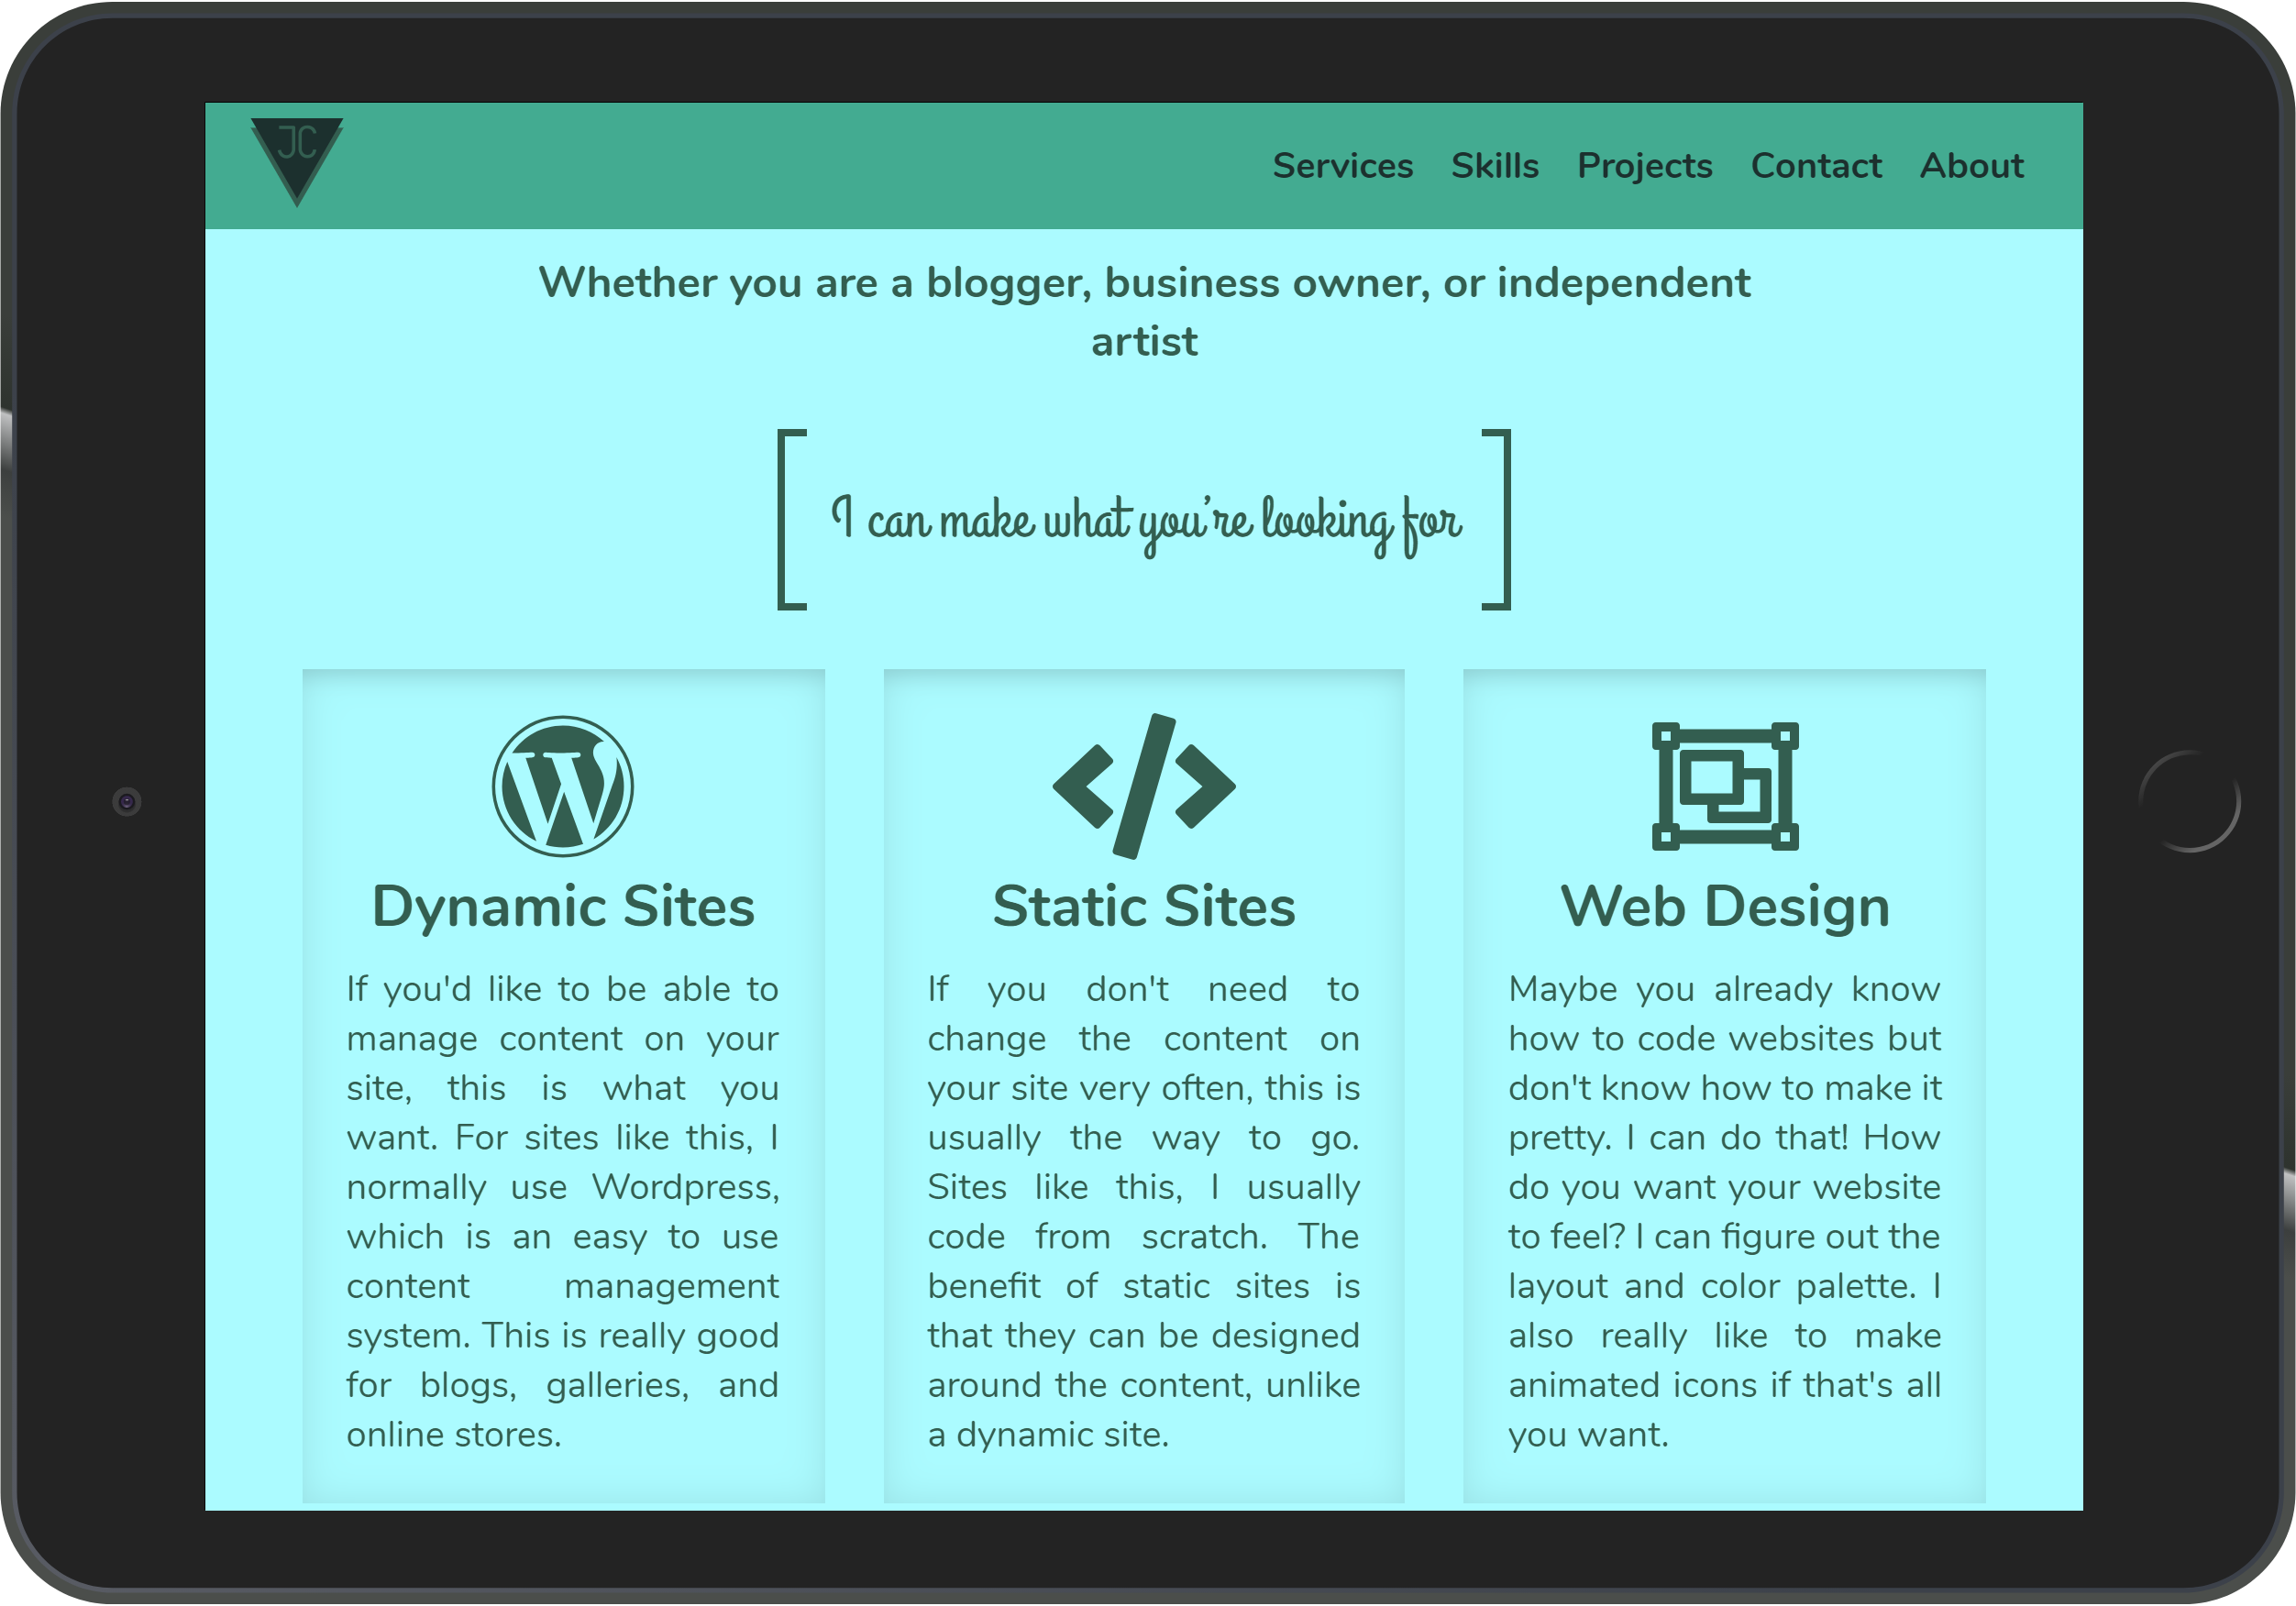 JC
Services Skills Projects Contact About
Whether you are a blogger, business owner, or independent
artist
I can make what you're looking for
Dynamic Sites
If you'd like to be able to
manage content on your
site, this is what you
want. For sites like this, I
normally use Wordpress,
which is an easy to use
content management
system. This is really good
for blogs, galleries, and
online stores.
Static Sites
If you don't need to
change the content on
your site very often, this is
usually the way to go.
Sites like this, I usually
code from scratch. The
benefit of static sites is
that they can be designed
around the content, unlike
a dynamic site.
Web Design
Maybe you already know
how to code websites but
don't know how to make it
pretty. I can do that! How
do you want your website
to feel? I can figure out the
layout and color palette. I
also really like to make
animated icons if that's all
you want.